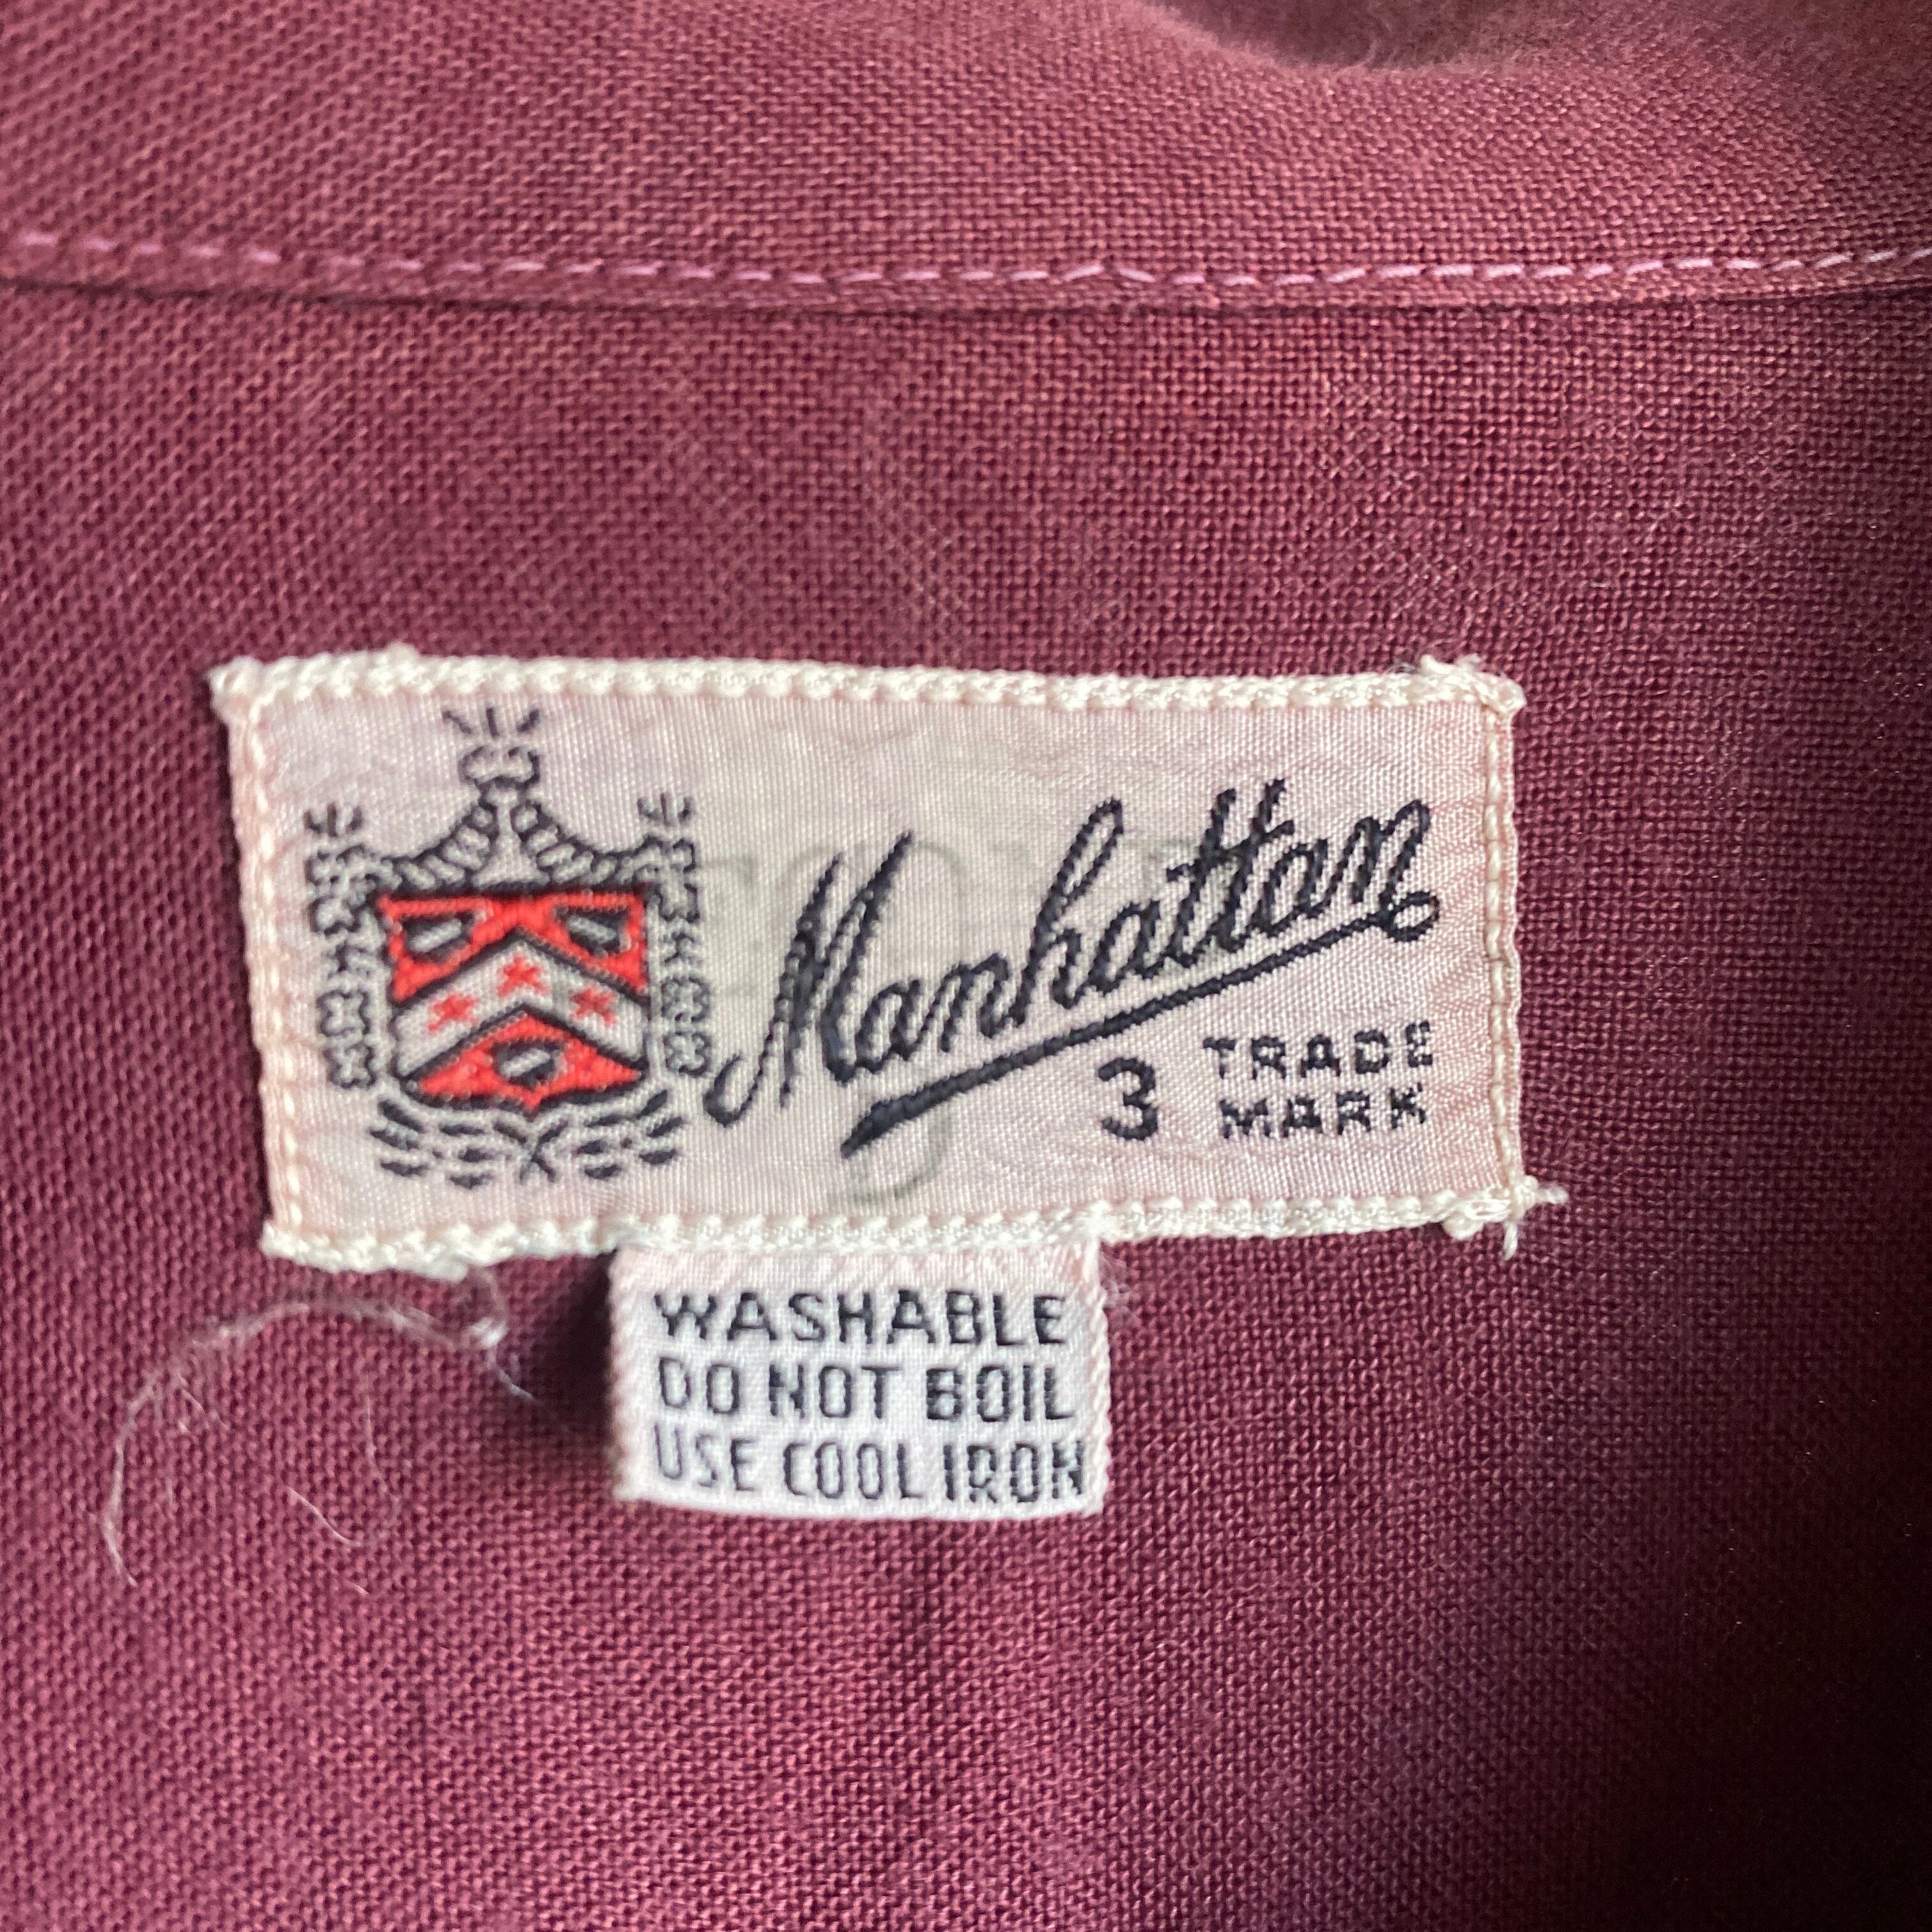 Manhattan
3 TRADE
MARK
WASHABLE
DO NOT BOIL
USE COOL IRON